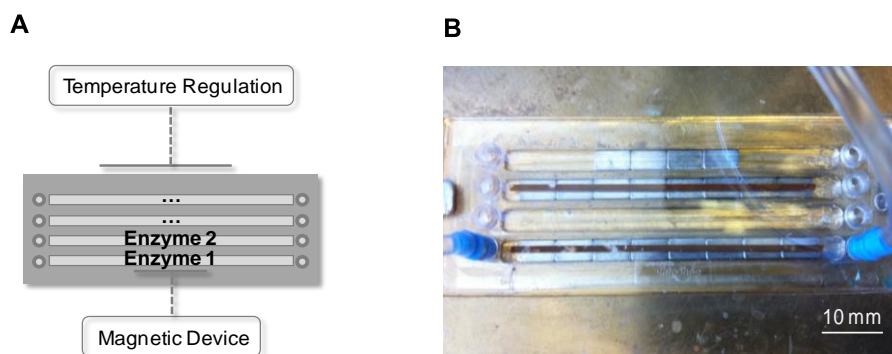 A
B
Temperature Regulation
...
...
Enzyme 2
Enzyme 1
Magnetic Device
10 mm